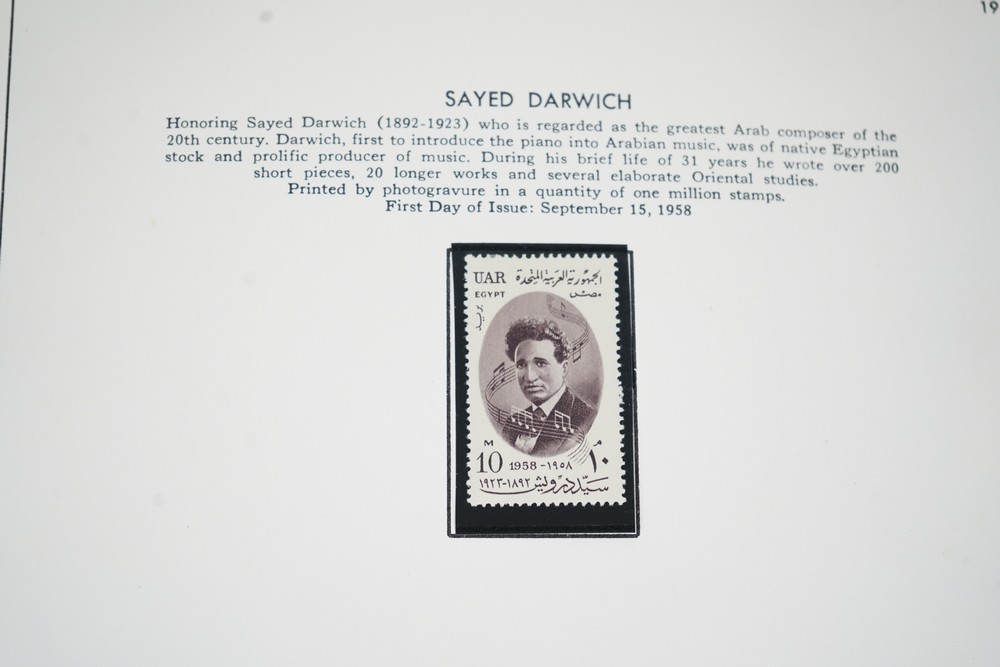 19
SAYED DARWICH
Honoring Sayed Darwich (1892-1923) who is regarded as the greatest Arab composer of the
20th century. Darwich, first to introduce the piano into Arabian music, was of native Egyptian
stock and prolific producer of music. During his brief life of 31 years he wrote over 200
short pieces, 20 longer works and several elaborate Oriental studies.
Printed by photogravure in a quantity of one million stamps.
First Day of Issue: September 15, 1958
UAR الجمهورية العربية المتحدة
EGYPT مصر
بريد
M م
10 1958-١٩٥٨ ١٠
سيد درويش ١٨٩٢-١٩٢٣